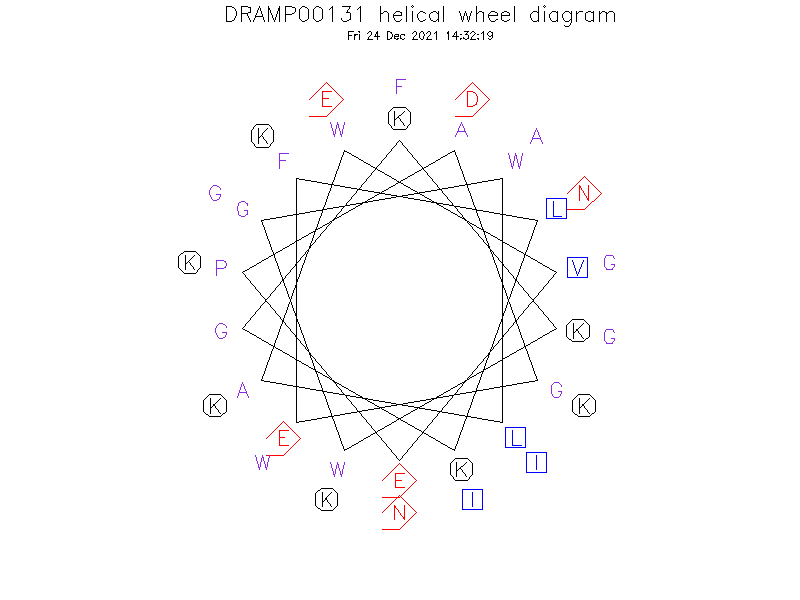 DRAMP00131 helical wheel diagram
Fri 24 Dec 2021 14:32:19
F
E D
K
K W A A
F W
G G L N
K P V G
G K G
K A G K
E L
W W K I
E
K I
N